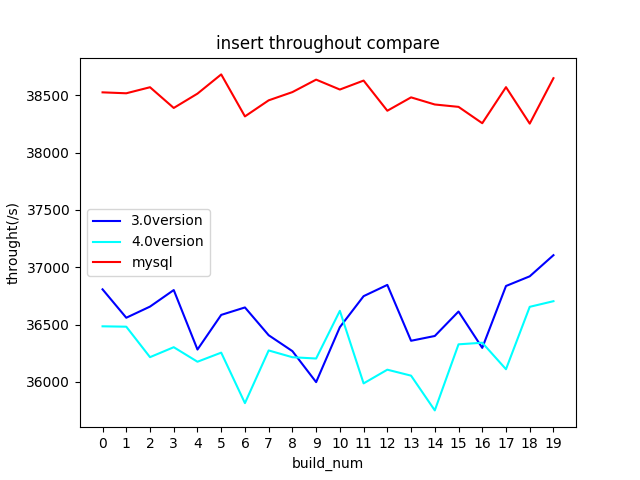 insert throughout compare
throught(/s)
38500
38000
37500
37000
36500
36000
3.0version
4.0version
mysql
0 1 2 3 4 5 6 7 8 9 10 11 12 13 14 15 16 17 18 19
build_num